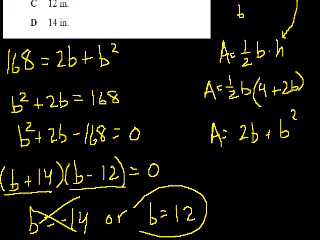 C 12 in.
D 14 in.
b
168 = 2b + b²
A = ½ b · h
b² + 2b = 168
A = ½ b (4 + 2b)
b² + 2b - 168 = 0
A = 2b + b²
(b + 14)(b - 12) = 0
b = -14 or b = 12